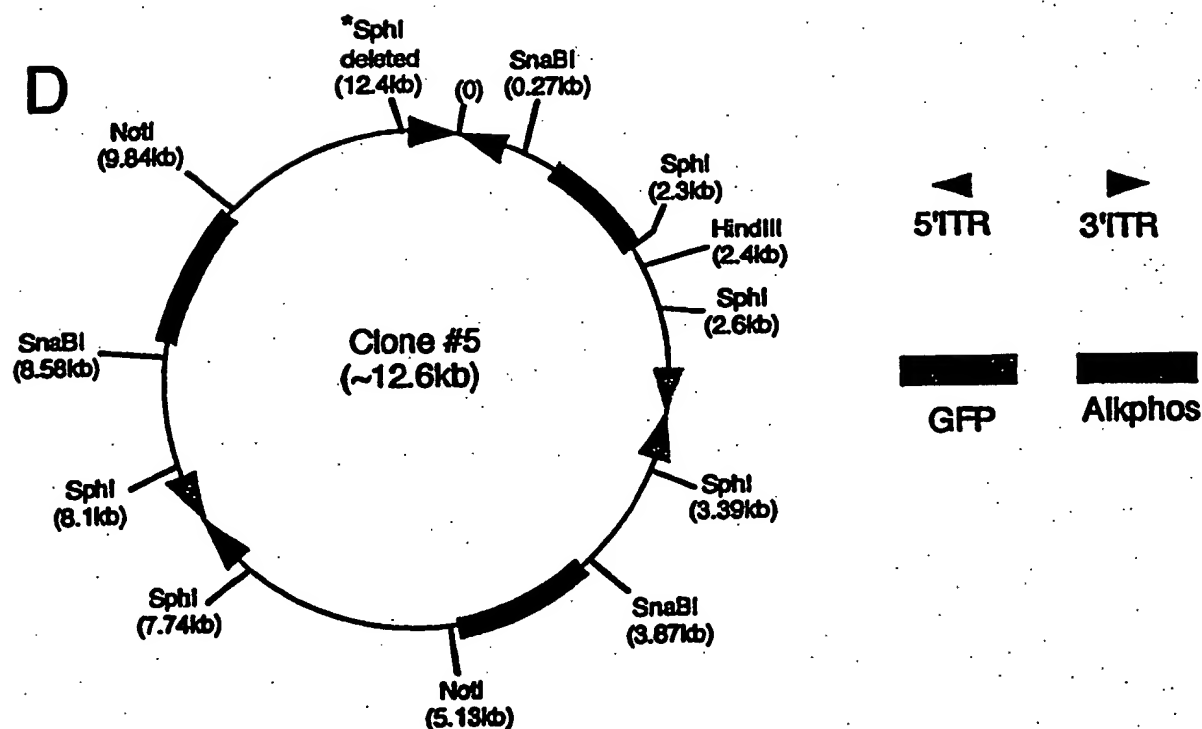 D
*SphI
deleted
(12.4kb)
(0)
SnaBI
(0.27kb)
NotI
(9.84kb)
SphI
(2.3kb)
HindIII
(2.4kb)
SphI
(2.6kb)
5'ITR
3'ITR
SnaBI
(8.58kb)
Clone #5
(~12.6kb)
GFP
Alkphos
SphI
(8.1kb)
SphI
(3.39kb)
SphI
(7.74kb)
SnaBI
(3.87kb)
NotI
(5.13kb)